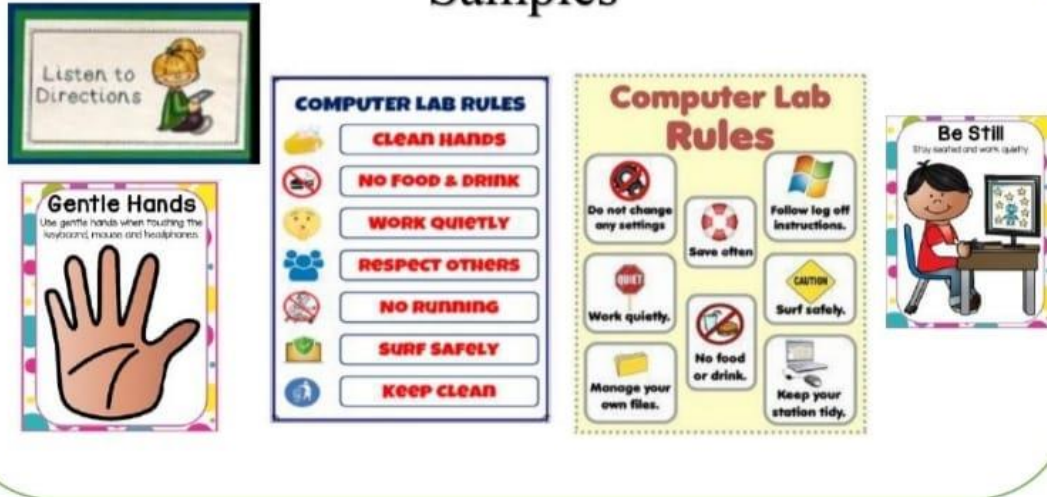 Samples
Listen to
Directions
Gentle Hands
Use gentle hands when touching the
keyboard, mouse and headphones.
COMPUTER LAB RULES
CLEAN HANDS
NO FOOD & DRINK
WORK QUIETLY
RESPECT OTHERS
NO RUNNING
SURF SAFELY
KEEP CLEAN
Computer Lab
Rules
Do not change
any settings
Save often
Follow log off
instructions.
QUIET
Work quietly.
CAUTION
Surf safely.
No food
or drink.
Manage your
own files.
Keep your
station tidy.
Be Still
Stay seated and work quietly.